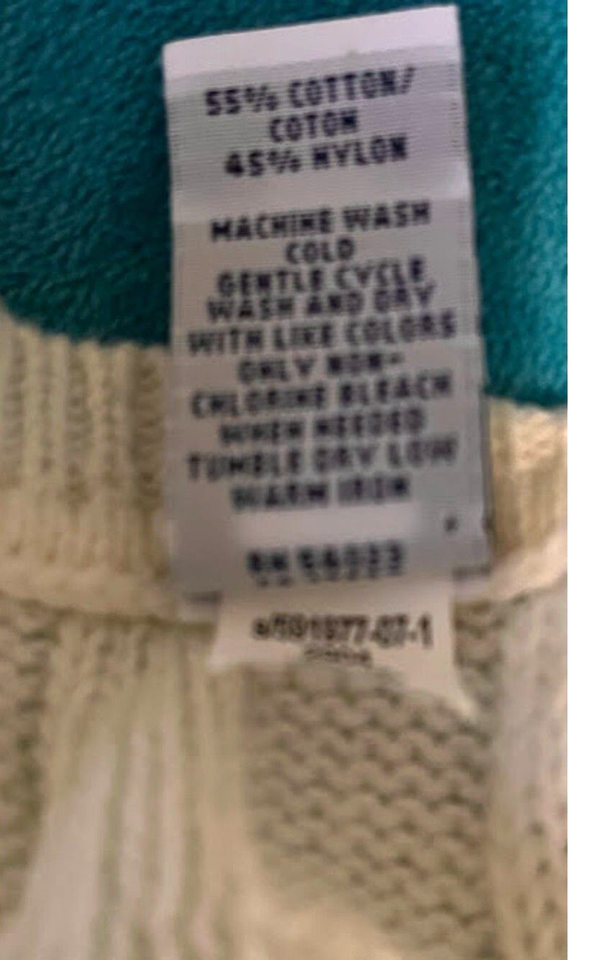 55% COTTON/
COTON
45% NYLON
MACHINE WASH
COLD
GENTLE CYCLE
WASH AND DRY
WITH LIKE COLORS
ONLY NON-
CHLORINE BLEACH
WHEN NEEDED
TUMBLE DRY LOW
WARM IRON